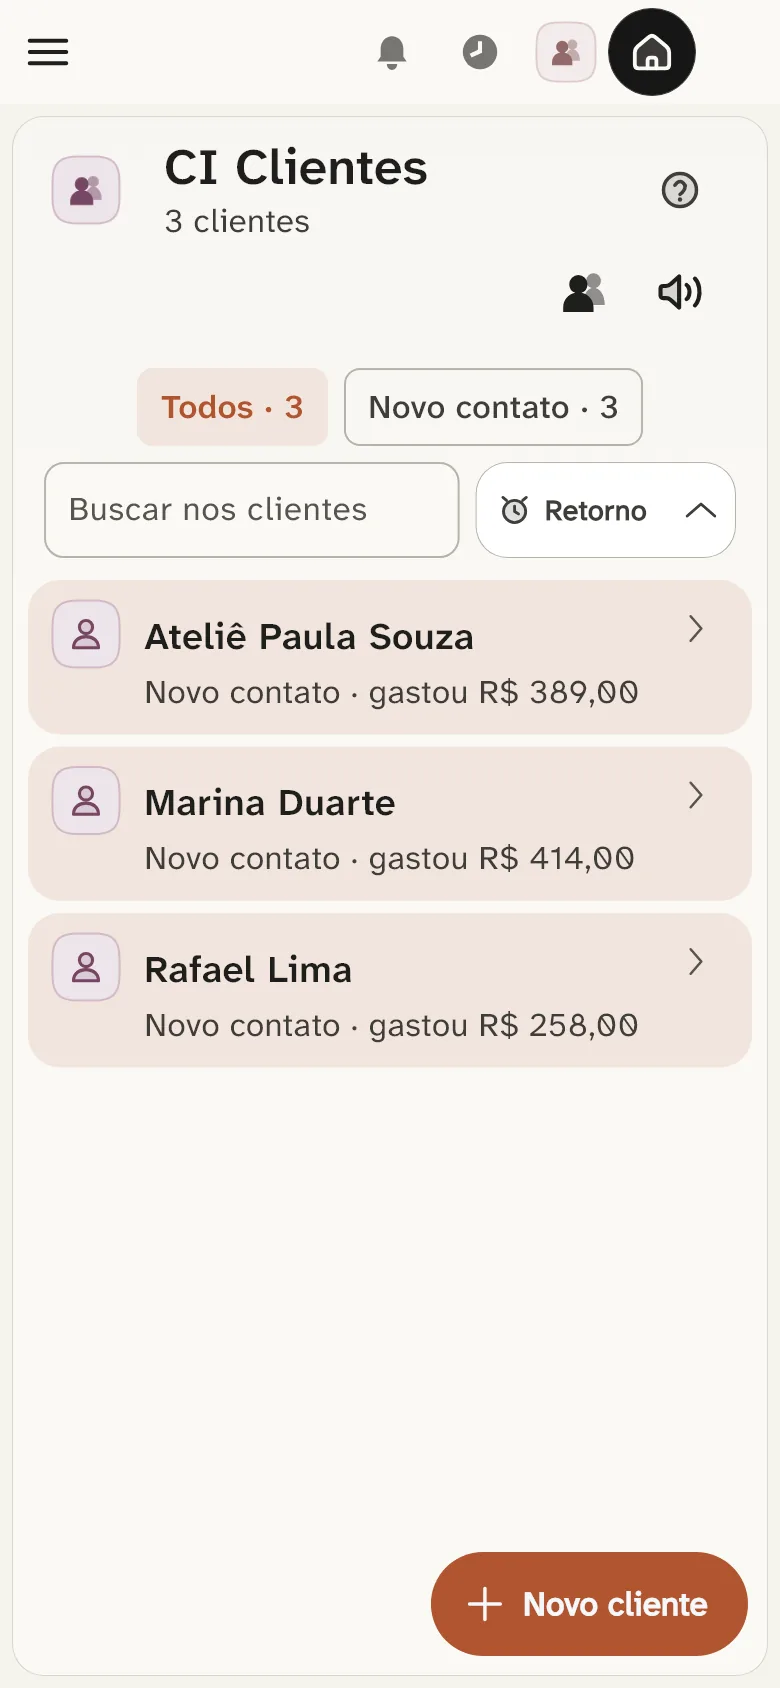 CI Clientes
3 clientes
Todos · 3
Novo contato · 3
Buscar nos clientes
Retorno
Ateliê Paula Souza
Novo contato · gastou R$ 389,00
Marina Duarte
Novo contato · gastou R$ 414,00
Rafael Lima
Novo contato · gastou R$ 258,00
Novo cliente